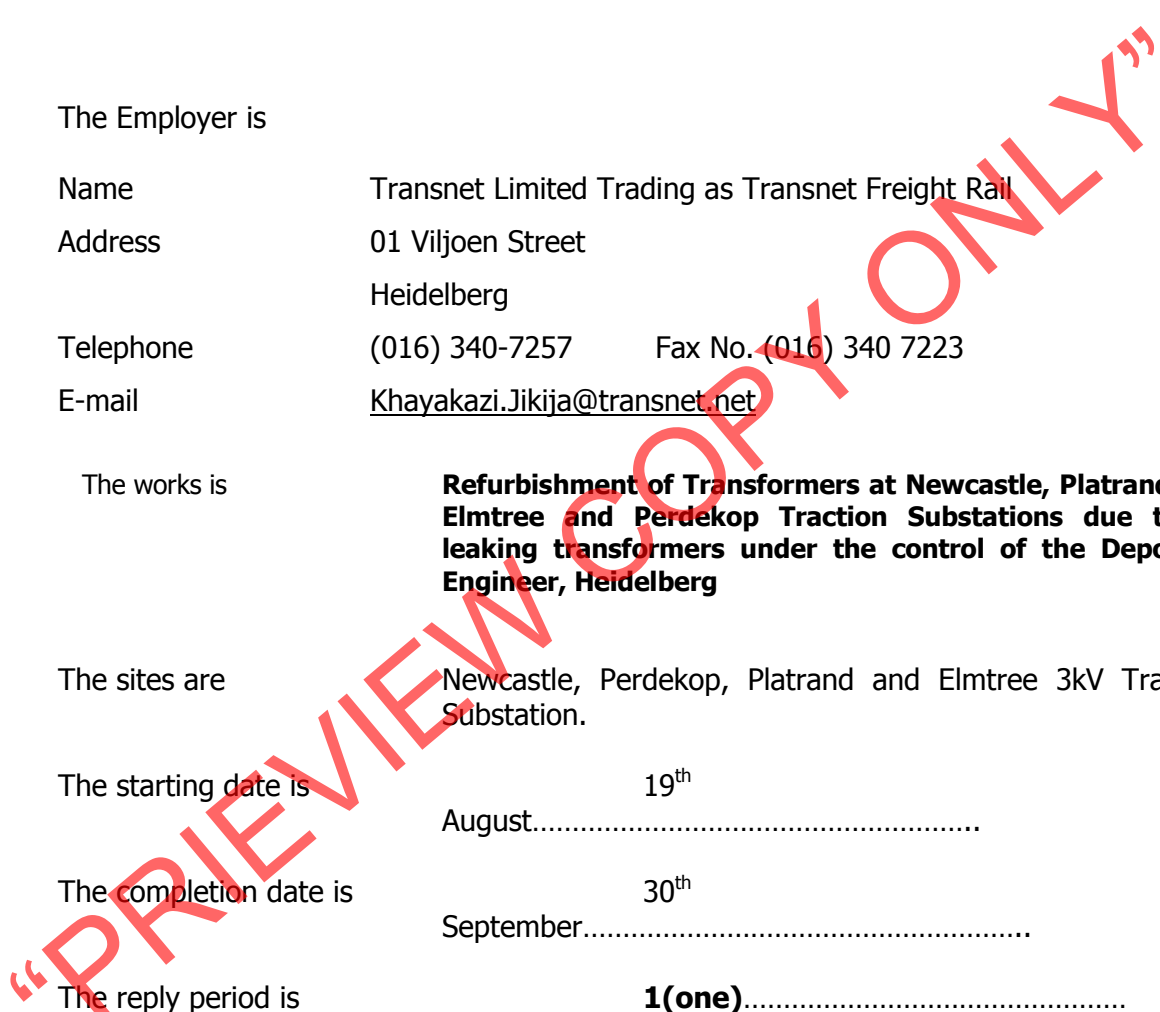 The Employer is
Name Transnet Limited Trading as Transnet Freight Rail
Address 01 Viljoen Street
Heidelberg
Telephone (016) 340-7257 Fax No. (016) 340 7223
E-mail Khayakazi.Jikija@transnet.net
The works is Refurbishment of Transformers at Newcastle, Platrand
Elmtree and Perdekop Traction Substations due t
leaking transformers under the control of the Depo
Engineer, Heidelberg
The sites are Newcastle, Perdekop, Platrand and Elmtree 3kV Tra
Substation.
The starting date is 19th
August…………………………………………………..
The completion date is 30th
September…………………………………………………..
The reply period is 1(one)…………………………………………
“PRIEVIEW COPY ONLY”